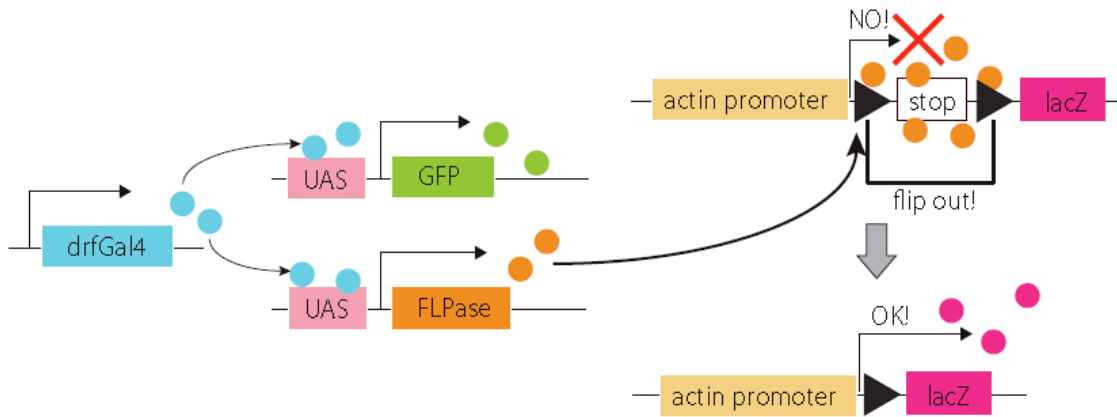 drfGal4
UAS
GFP
UAS
FLPase
NO!
actin promoter
stop
lacZ
flip out!
OK!
actin promoter
lacZ